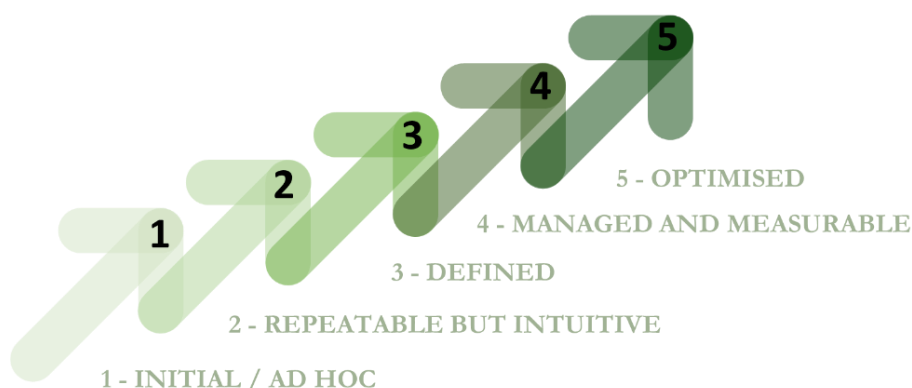 5
4
3
2
1
5 - OPTIMISED
4 - MANAGED AND MEASURABLE
3 - DEFINED
2 - REPEATABLE BUT INTUITIVE
1 - INITIAL / AD HOC